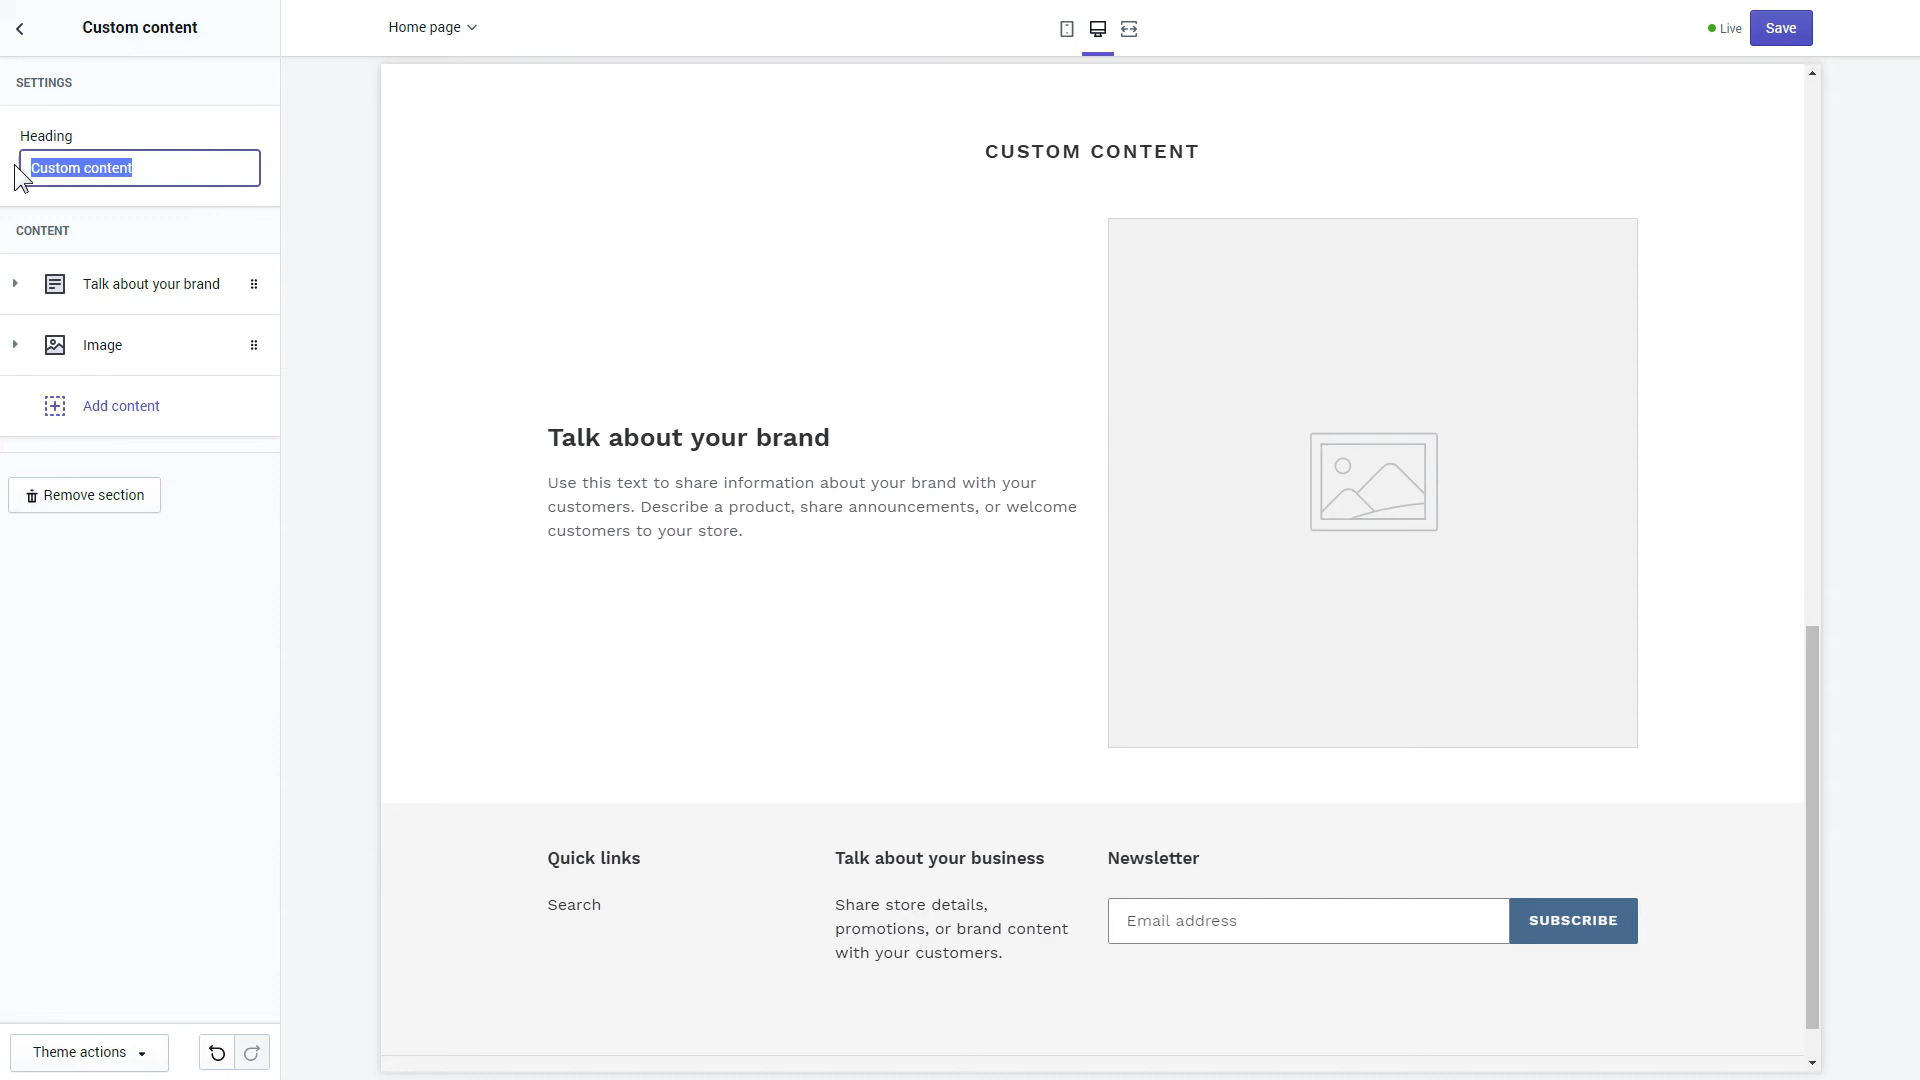 Custom content
Home page
Live
Save
SETTINGS
Heading
Custom content
CONTENT
Talk about your brand
Image
Add content
Remove section
Theme actions
CUSTOM CONTENT
Talk about your brand
Use this text to share information about your brand with your
customers. Describe a product, share announcements, or welcome
customers to your store.
Quick links
Search
Talk about your business
Share store details,
promotions, or brand content
with your customers.
Newsletter
Email address
SUBSCRIBE